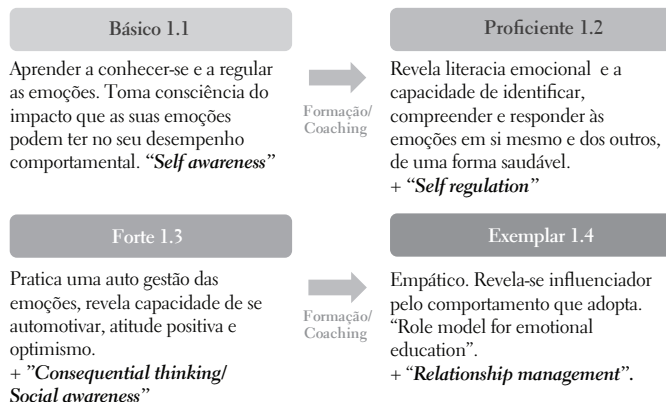 Básico 1.1
Aprender a conhecer-se e a regular
as emoções. Toma consciência do
impacto que as suas emoções
podem ter no seu desempenho
comportamental. “Self awareness”
Formação/
Coaching
Proficiente 1.2
Revela literacia emocional e a
capacidade de identificar,
compreender e responder às
emoções em si mesmo e dos outros,
de uma forma saudável.
+ “Self regulation”
Forte 1.3
Pratica uma auto gestão das
emoções, revela capacidade de se
automotivar, atitude positiva e
optimismo.
+ ”Consequential thinking/
Social awareness”
Formação/
Coaching
Exemplar 1.4
Empático. Revela-se influenciador
pelo comportamento que adopta.
“Role model for emotional
education”.
+ “Relationship management”.